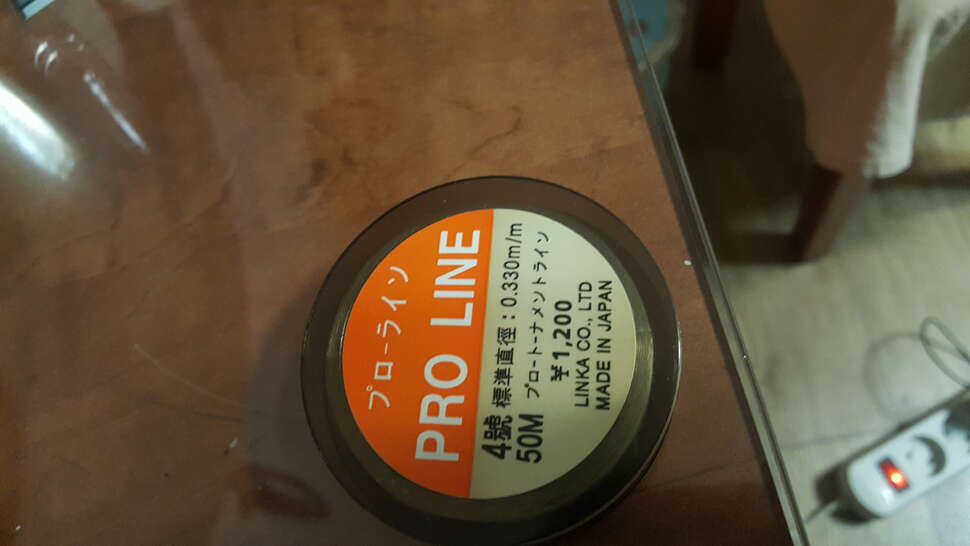 プローライン
PRO LINE
4號 標準直徑：0.330m/m
50M プロートーナメントライン
¥1,200
LINKA CO., LTD
MADE IN JAPAN